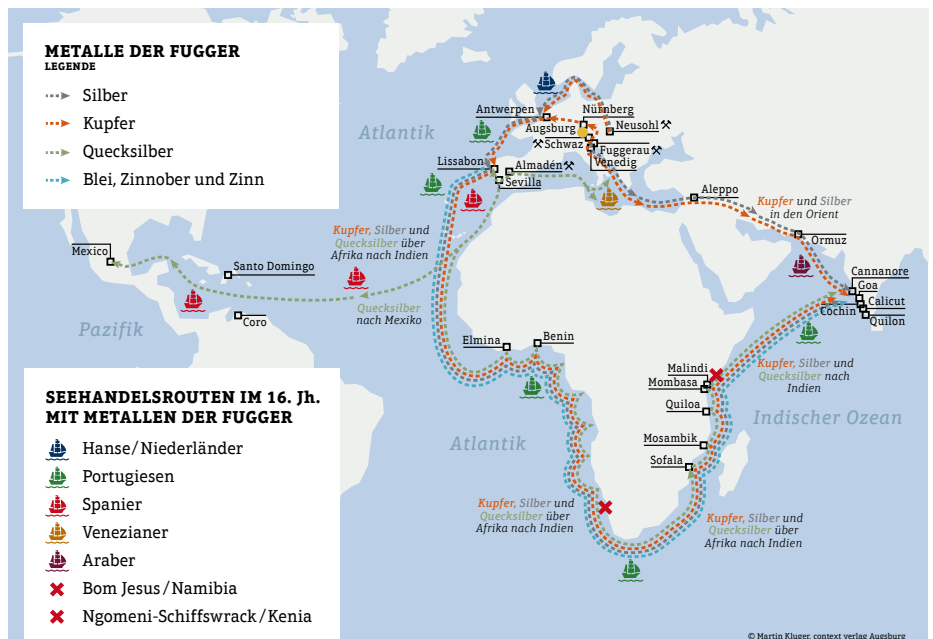 METALLE DER FUGGER
LEGENDE
Silber
Kupfer
Quecksilber
Blei, Zinnober und Zinn
Atlantik
Antwerpen
Nürnberg
Augsburg
Neusohl
Schwaz
Fuggerau
Venedig
Lissabon
Almadén
Sevilla
Aleppo
Kupfer und Silber
in den Orient
Ormuz
Kupfer, Silber und
Quecksilber über
Afrika nach Indien
Mexico
Santo Domingo
Quecksilber
nach Mexiko
Coro
Pazifik
Cannanore
Goa
Calicut
Cochin
Quilon
Elmina
Benin
Malindi
Mombasa
Quiloa
Mosambik
Sofala
Kupfer, Silber und
Quecksilber nach
Indien
Indischer Ozean
Atlantik
SEEHANDELSROUTEN IM 16. Jh.
MIT METALLEN DER FUGGER
Hanse/Niederländer
Portugiesen
Spanier
Venezianer
Araber
Bom Jesus/Namibia
Ngomeni-Schiffswrack/Kenia
Kupfer, Silber und
Quecksilber über
Afrika nach Indien
Kupfer, Silber und
Quecksilber über
Afrika nach Indien
© Martin Kluger, context verlag Augsburg